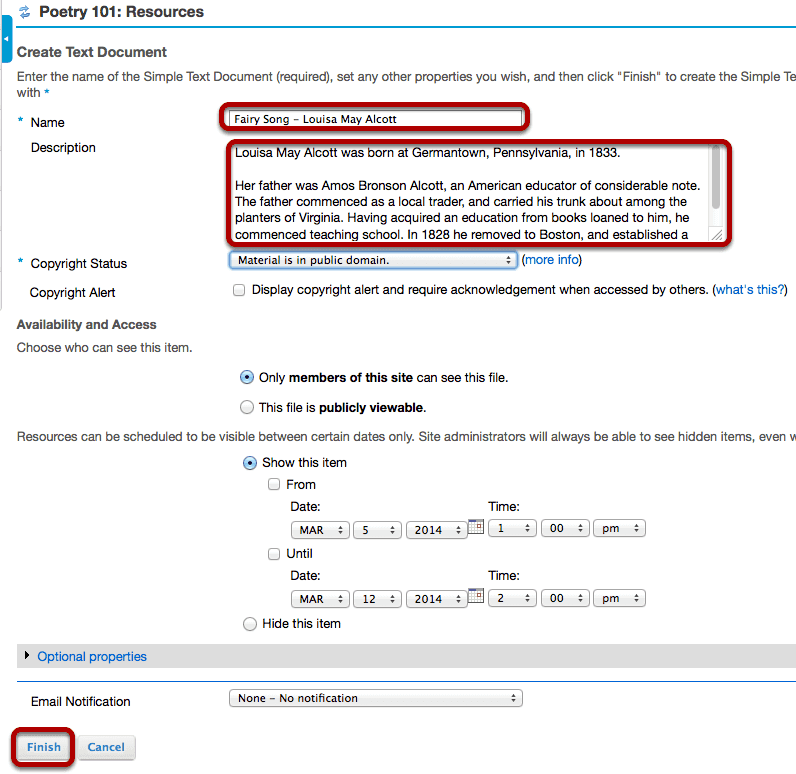 Poetry 101: Resources
Create Text Document
Enter the name of the Simple Text Document (required), set any other properties you wish, and then click "Finish" to create the Simple Te
with *
* Name
Fairy Song – Louisa May Alcott
Description
Louisa May Alcott was born at Germantown, Pennsylvania, in 1833.
Her father was Amos Bronson Alcott, an American educator of considerable note.
The father commenced as a local trader, and carried his trunk about among the
planters of Virginia. Having acquired an education from books loaned to him, he
commenced teaching school. In 1828 he removed to Boston, and established a
* Copyright Status Material is in public domain. (more info)
Copyright Alert Display copyright alert and require acknowledgement when accessed by others. (what's this?)
Availability and Access
Choose who can see this item.
Only members of this site can see this file.
This file is publicly viewable.
Resources can be scheduled to be visible between certain dates only. Site administrators will always be able to see hidden items, even w
Show this item
From
Date: Time:
MAR 5 2014 1 00 pm
Until
Date: Time:
MAR 12 2014 2 00 pm
Hide this item
Optional properties
Email Notification None – No notification
Finish Cancel